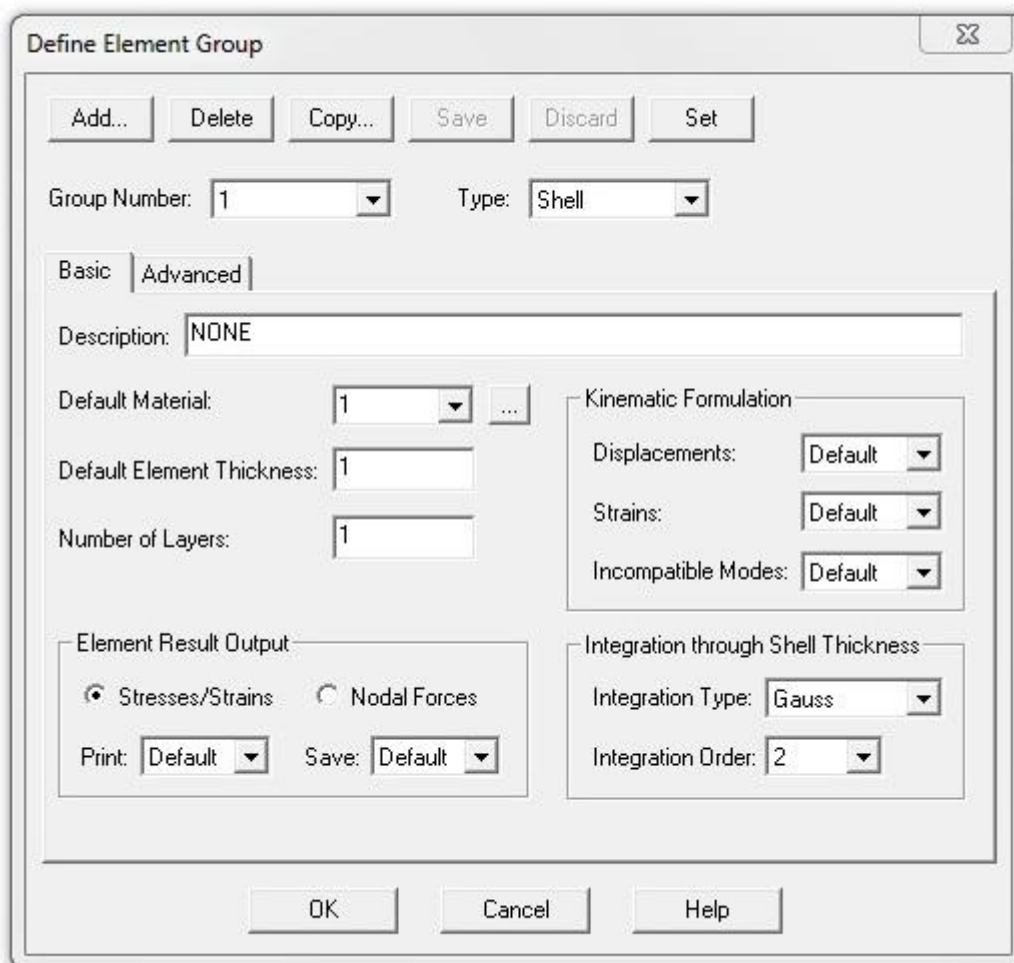 Define Element Group
Add... Delete Copy... Save Discard Set
Group Number: 1 Type: Shell
Basic Advanced
Description: NONE
Default Material: 1 ...
Default Element Thickness: 1
Number of Layers: 1
Kinematic Formulation
Displacements: Default
Strains: Default
Incompatible Modes: Default
Element Result Output
Stresses/Strains Nodal Forces
Print: Default Save: Default
Integration through Shell Thickness
Integration Type: Gauss
Integration Order: 2
OK Cancel Help